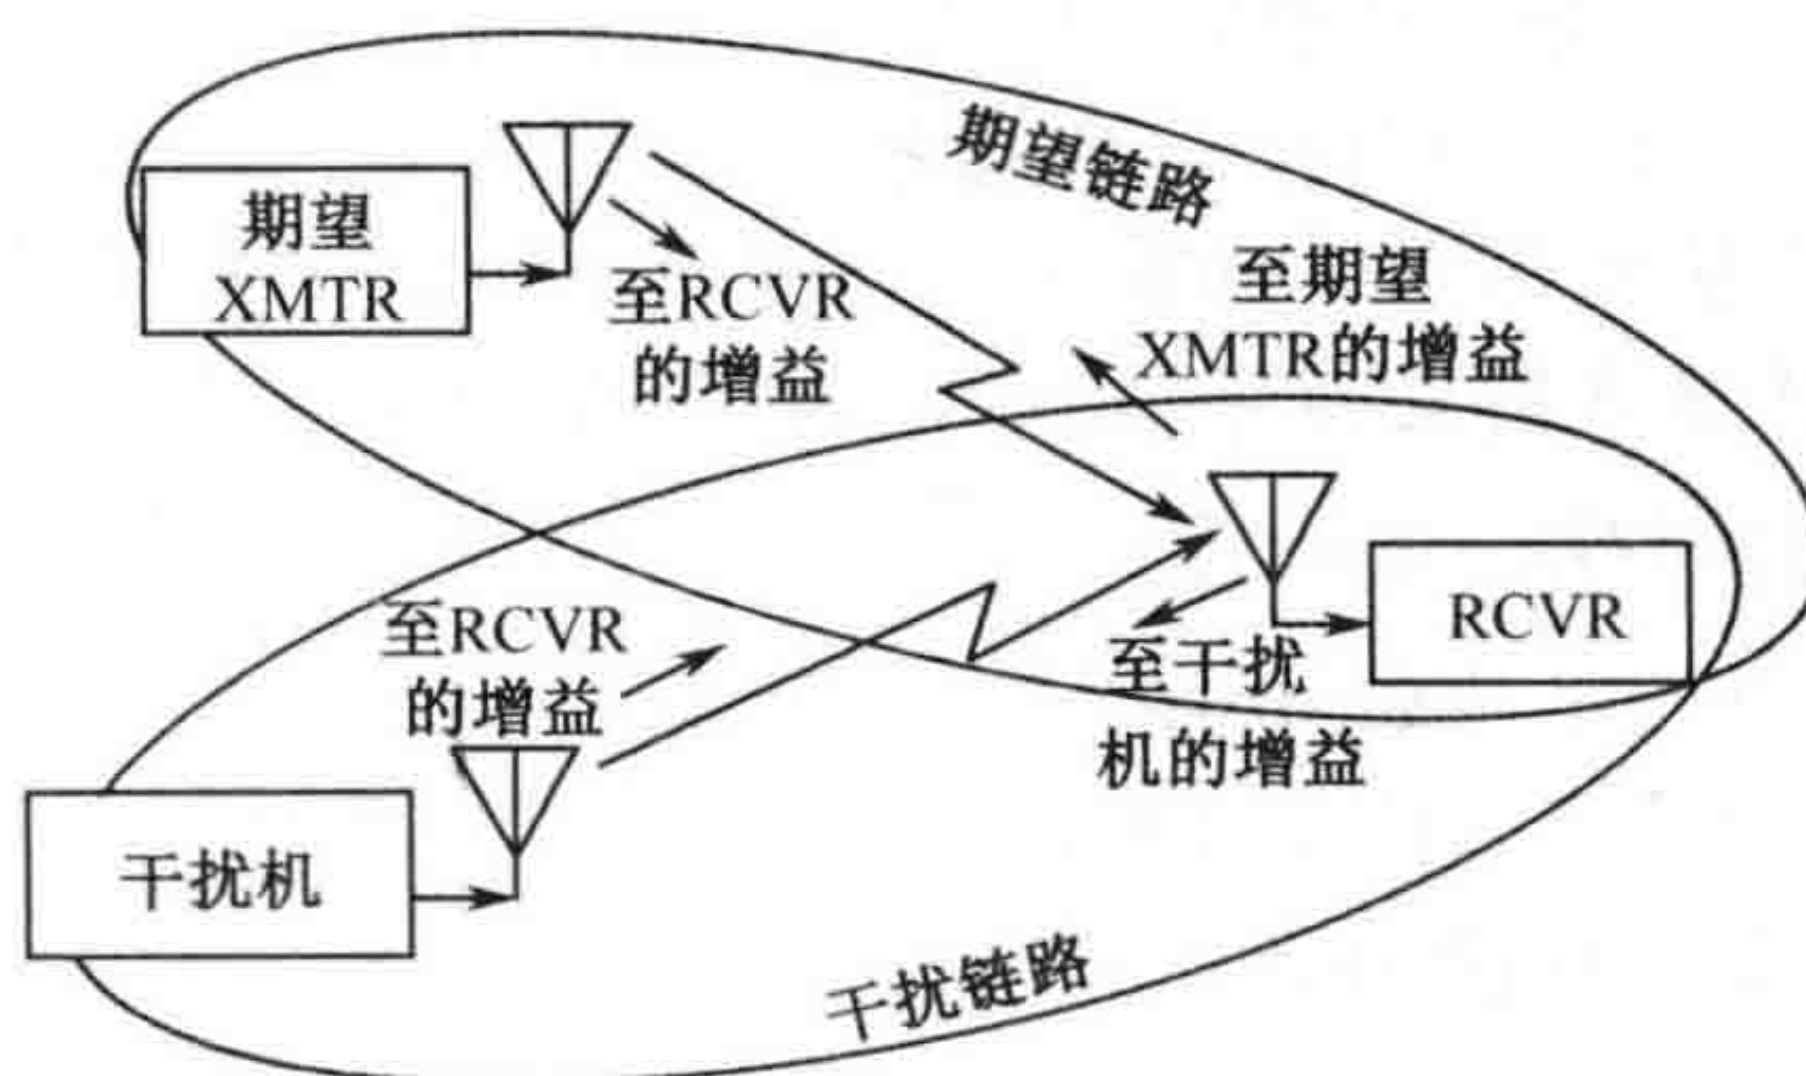 期望链路
期望
XMTR
至RCVR
的增益
至期望
XMTR的增益
RCVR
至RCVR
的增益
至干扰
机的增益
干扰机
干扰链路